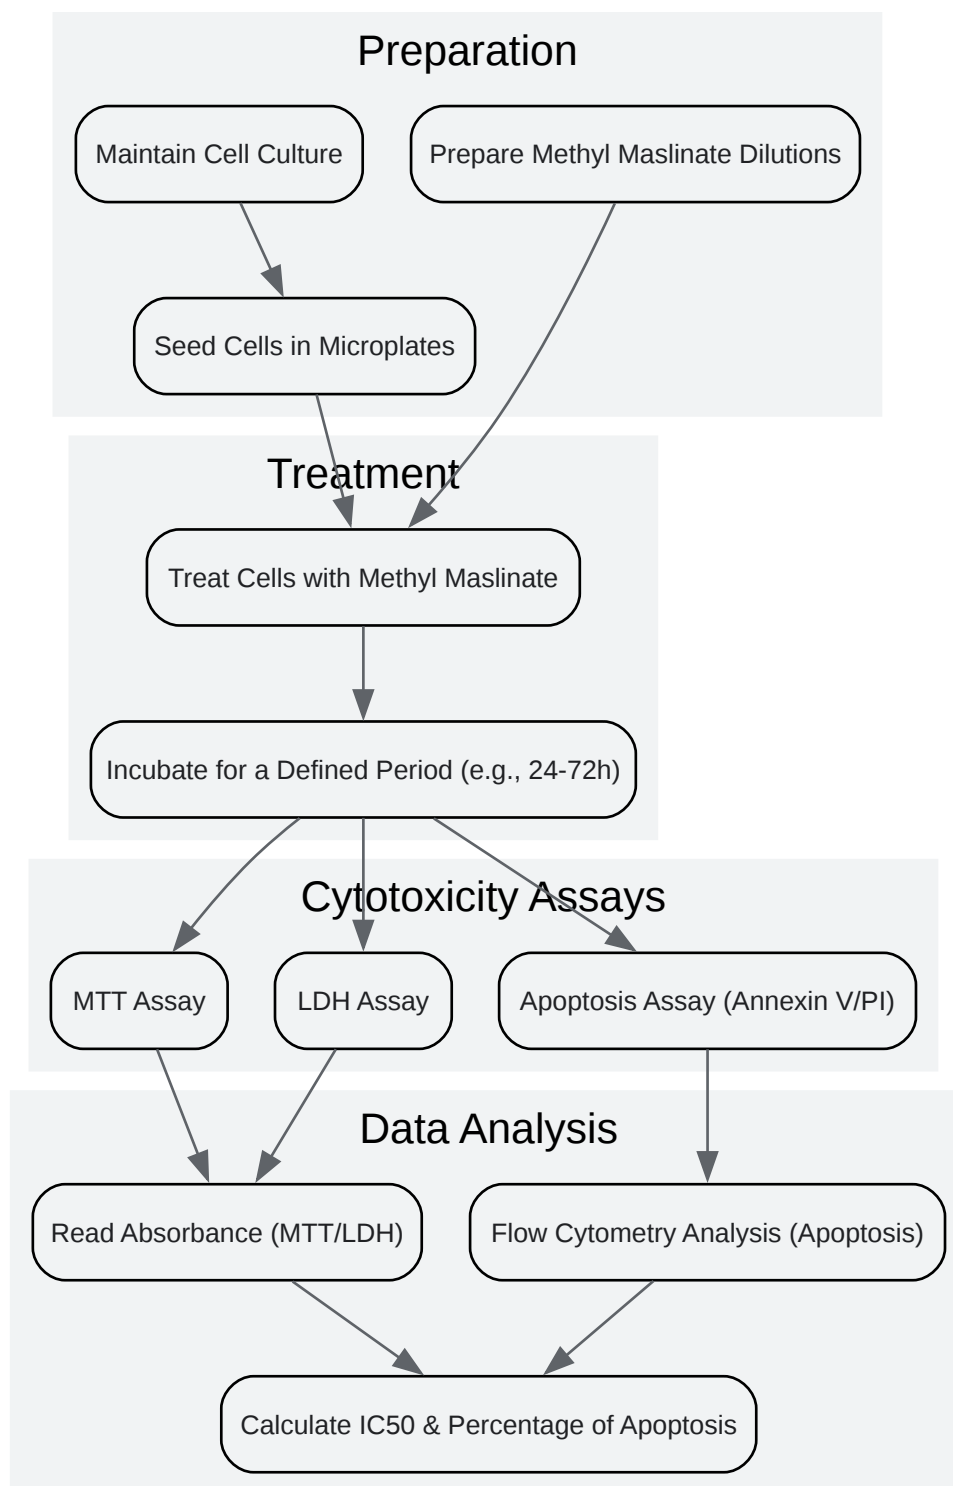 Preparation
Maintain Cell Culture
Prepare Methyl Maslinate Dilutions
Seed Cells in Microplates
Treatment
Treat Cells with Methyl Maslinate
Incubate for a Defined Period (e.g., 24-72h)
Cytotoxicity Assays
MTT Assay
LDH Assay
Apoptosis Assay (Annexin V/PI)
Data Analysis
Read Absorbance (MTT/LDH)
Flow Cytometry Analysis (Apoptosis)
Calculate IC50 & Percentage of Apoptosis